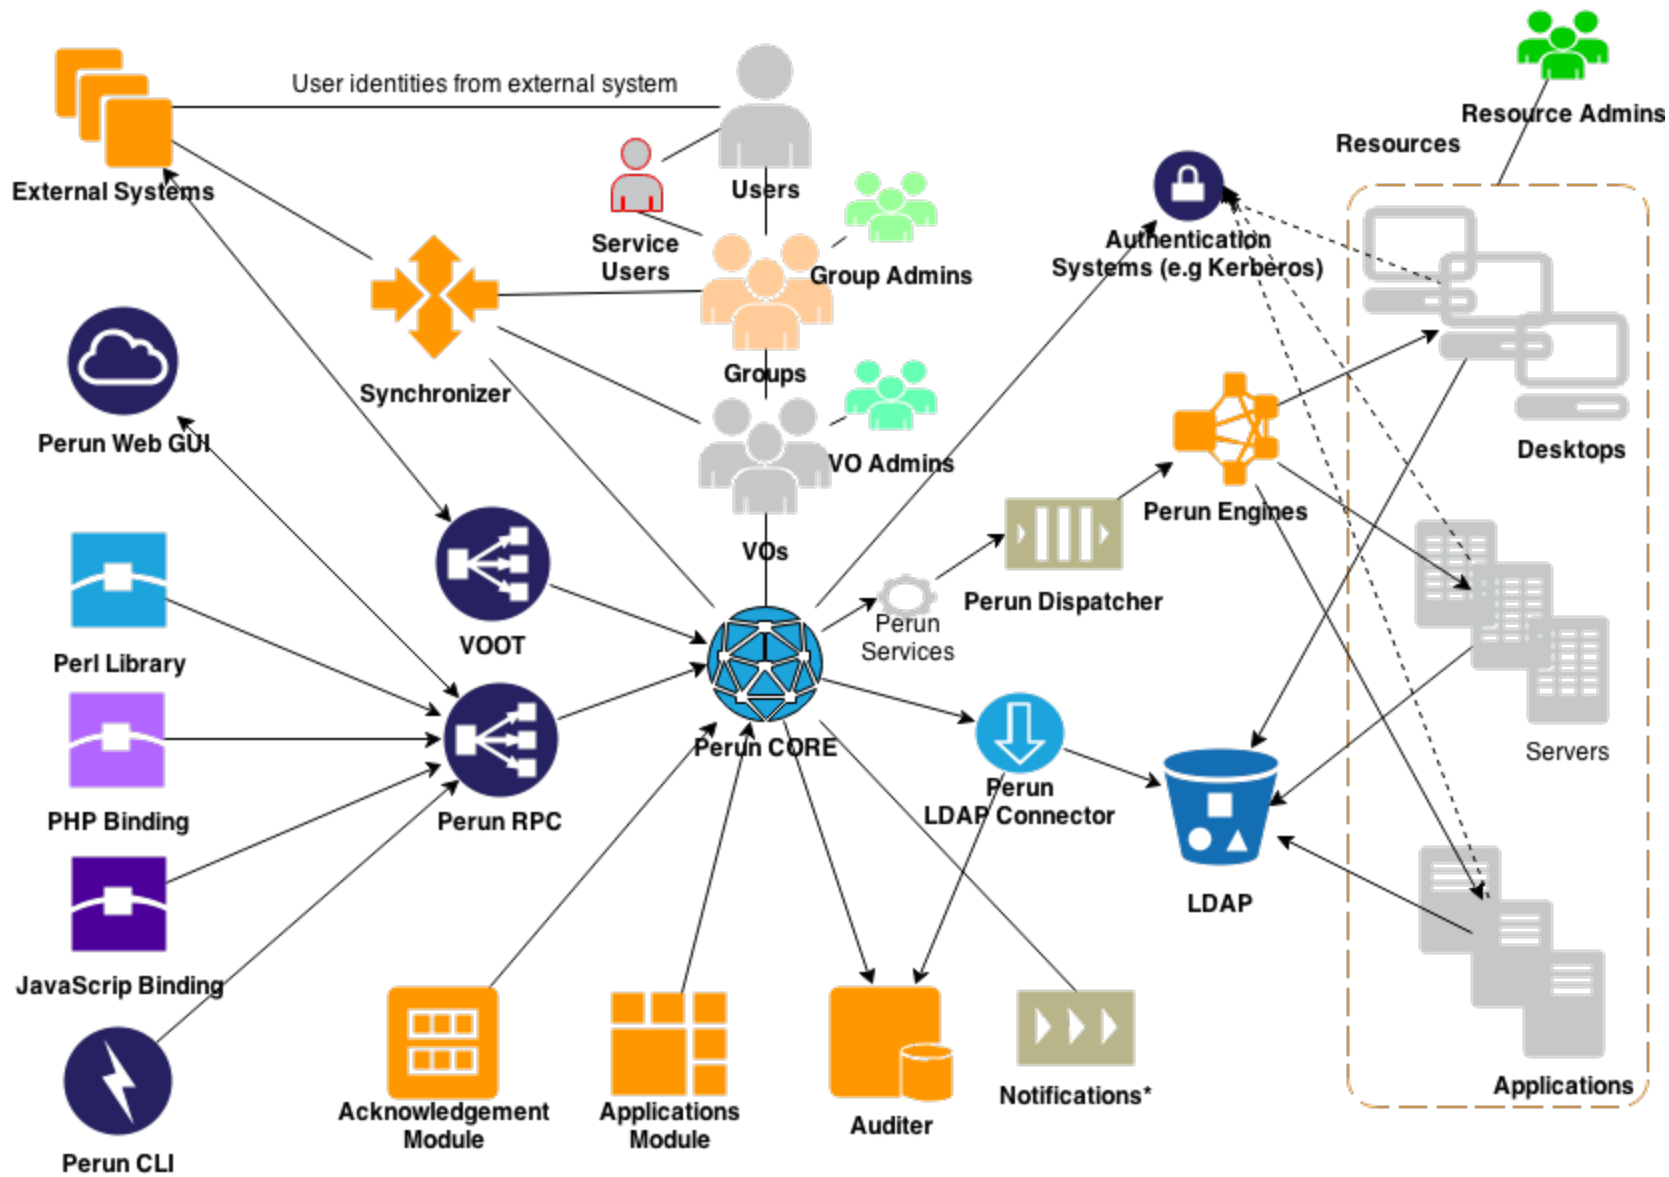 Resource Admins
User identities from external system
Resources
External Systems
Users
Service
Users
Group Admins
Authentication
Systems (e.g Kerberos)
Synchronizer
Groups
Perun Web GUI
VO Admins
Desktops
Perun Engines
VOs
Perun Dispatcher
Perun
Services
VOOT
Perl Library
Perun CORE
Servers
Perun
LDAP Connector
PHP Binding
Perun RPC
LDAP
JavaScrip Binding
Applications
Notifications*
Acknowledgement
Module
Applications
Module
Auditer
Perun CLI